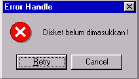 Error Handle
Disket belum dimasukkan !
Retry
Cancel